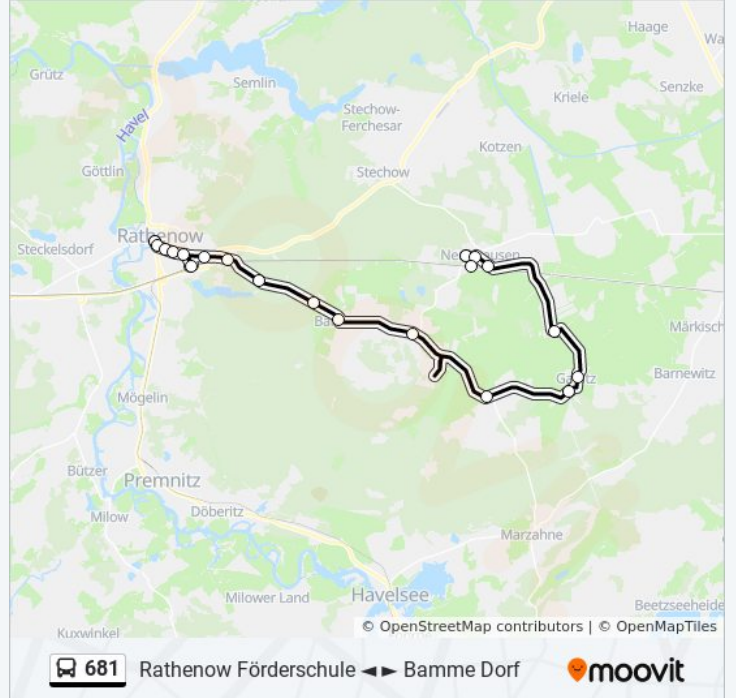 Haage
Wa
Grütz
Semlin
Senzke
Kriele
Stechow-
Ferchesar
Havel
Kotzen
Göttlin
Stechow
Rathenow
Steckelsdorf
Märkisch
Barnewitz
Mögelin
Bützer
Premnitz
Döberitz
Milow
Marzahne
Havelsee
Milower Land
Beetzseeheide
Kuxwinkel
© OpenStreetMap contributors | © OpenMapTiles
681 Rathenow Förderschule ◄ ► Bamme Dorf
moovit